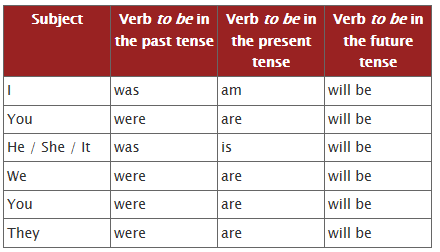 Subject Verb to be in the past tense Verb to be in the present tense Verb to be in the future tense
I was am will be
You were are will be
He / She / It was is will be
We were are will be
You were are will be
They were are will be